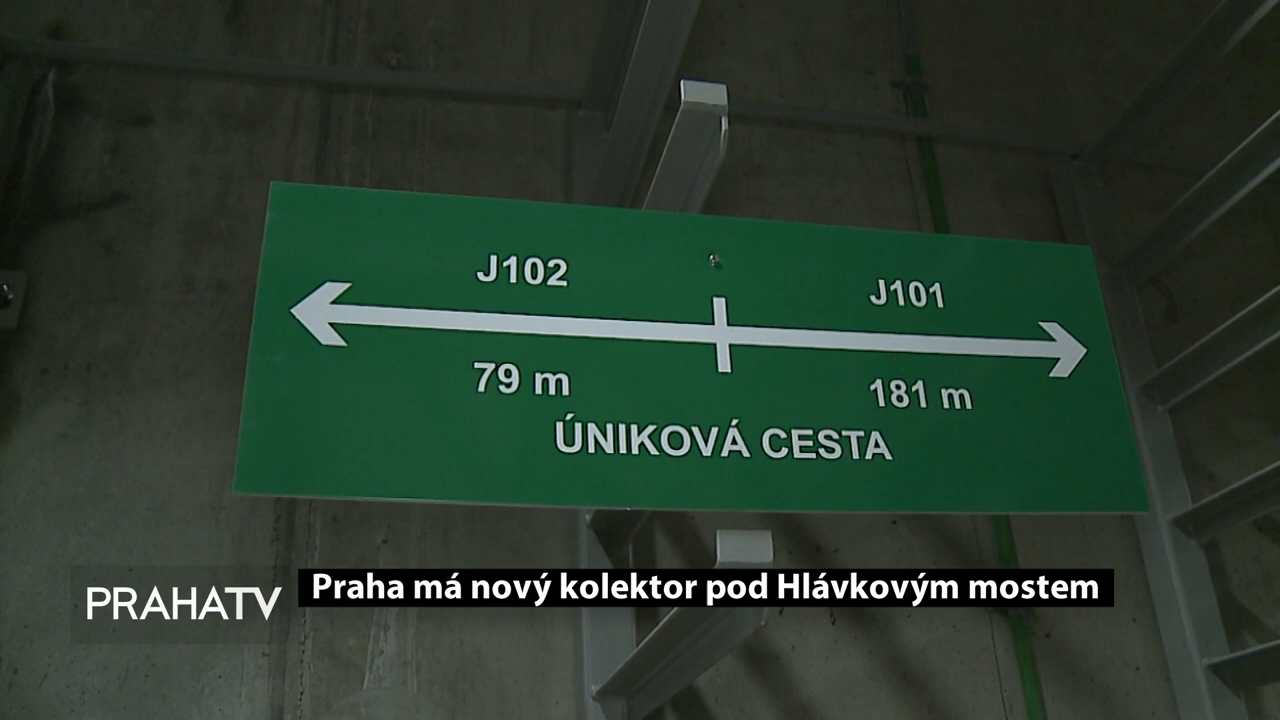 J102
J101
79 m
181 m
ÚNIKOVÁ CESTA
PRAHATV
Praha má nový kolektor pod Hlávkovým mostem